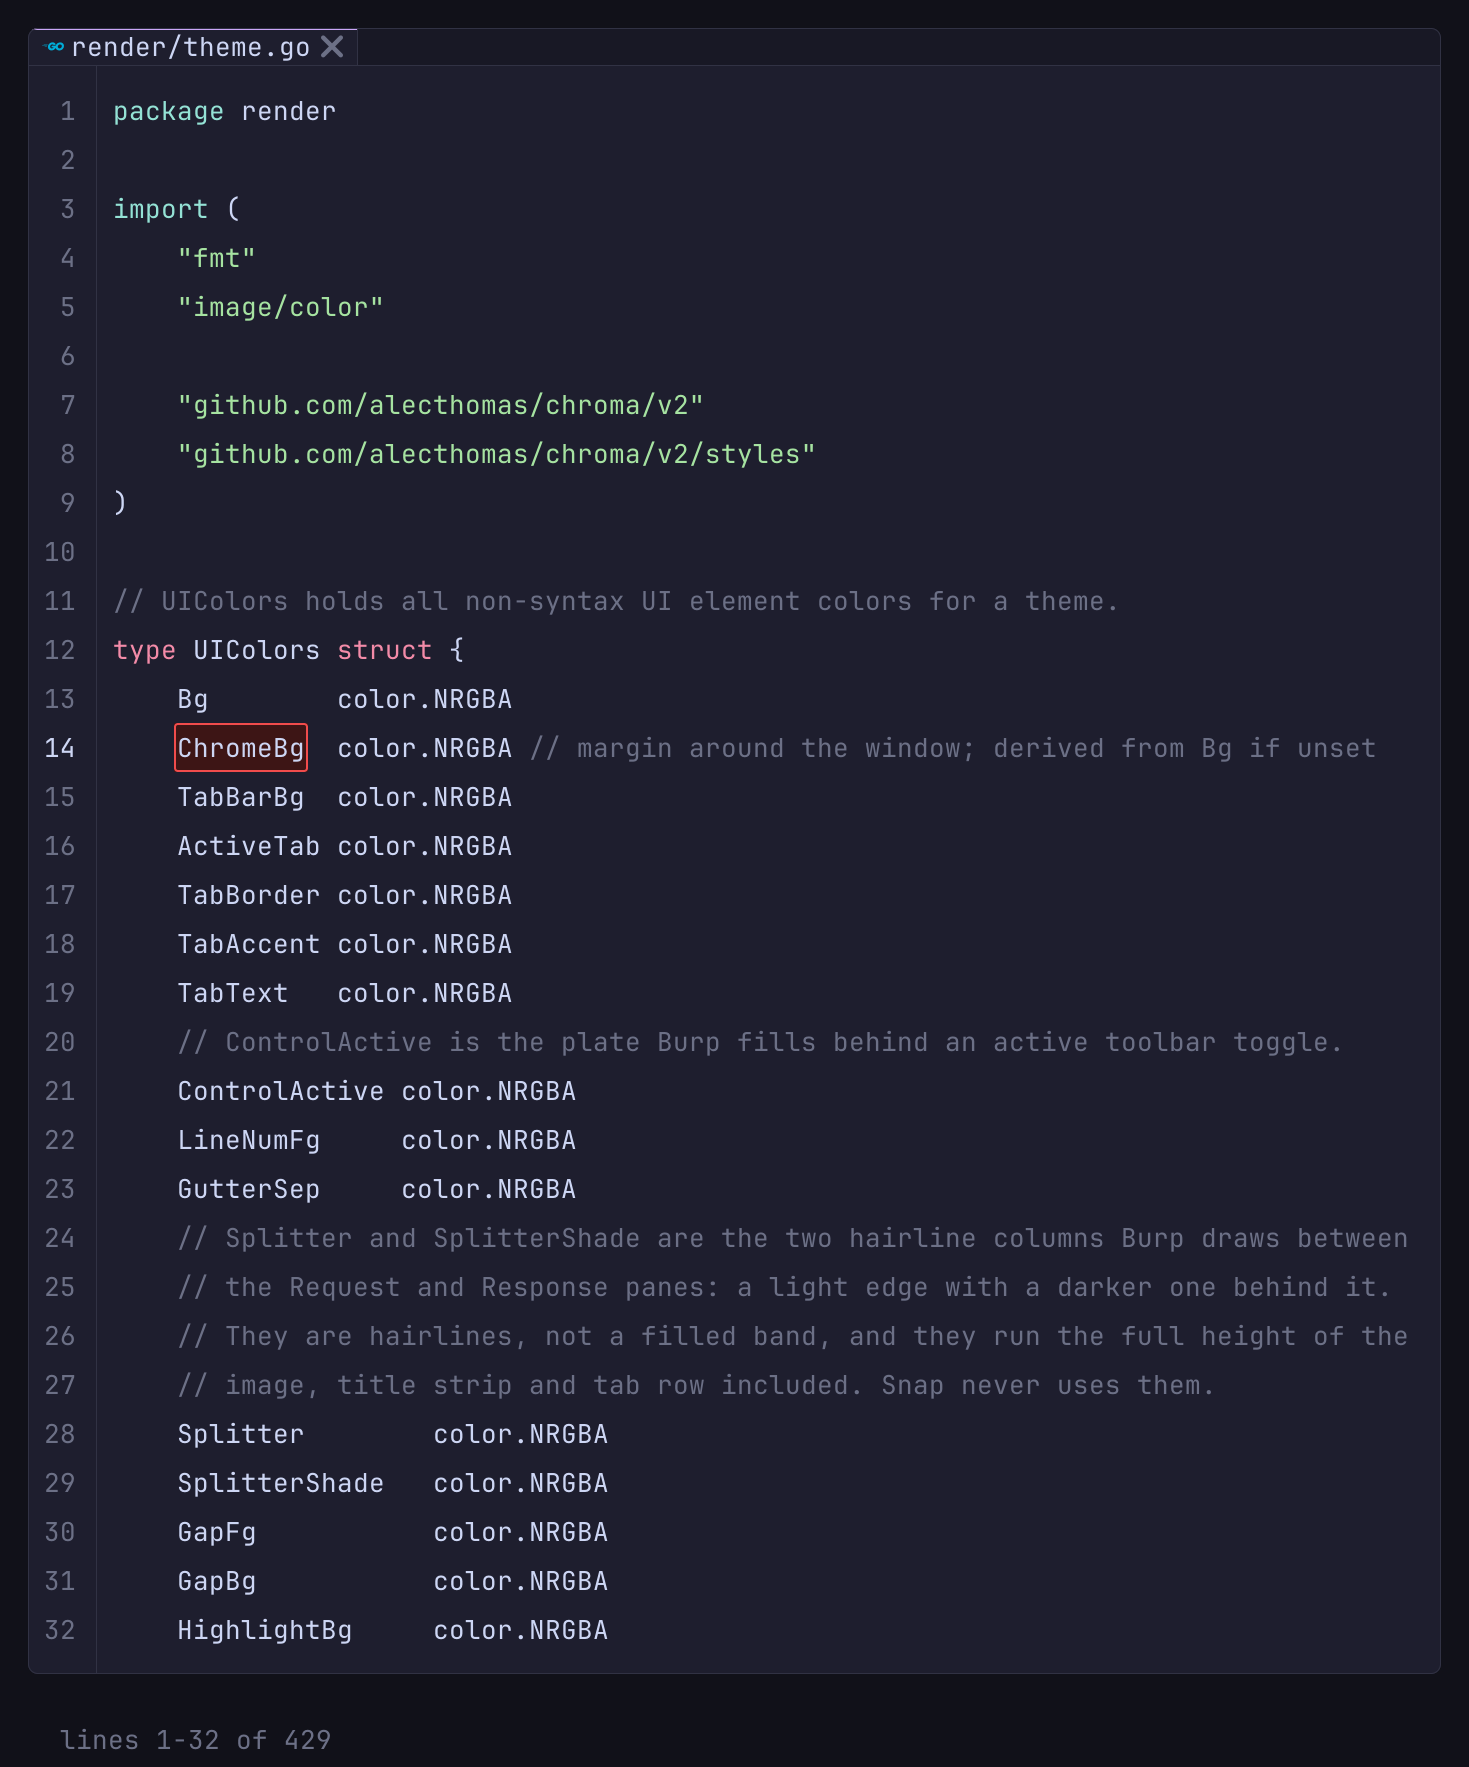 GO render/theme.go
1 package render
2
3 import (
4     "fmt"
5     "image/color"
6
7     "github.com/alecthomas/chroma/v2"
8     "github.com/alecthomas/chroma/v2/styles"
9 )
10
11 // UIColors holds all non-syntax UI element colors for a theme.
12 type UIColors struct {
13     Bg        color.NRGBA
14     ChromeBg  color.NRGBA // margin around the window; derived from Bg if unset
15     TabBarBg  color.NRGBA
16     ActiveTab color.NRGBA
17     TabBorder color.NRGBA
18     TabAccent color.NRGBA
19     TabText   color.NRGBA
20     // ControlActive is the plate Burp fills behind an active toolbar toggle.
21     ControlActive color.NRGBA
22     LineNumFg     color.NRGBA
23     GutterSep     color.NRGBA
24     // Splitter and SplitterShade are the two hairline columns Burp draws between
25     // the Request and Response panes: a light edge with a darker one behind it.
26     // They are hairlines, not a filled band, and they run the full height of the
27     // image, title strip and tab row included. Snap never uses them.
28     Splitter        color.NRGBA
29     SplitterShade   color.NRGBA
30     GapFg           color.NRGBA
31     GapBg           color.NRGBA
32     HighlightBg     color.NRGBA
lines 1-32 of 429